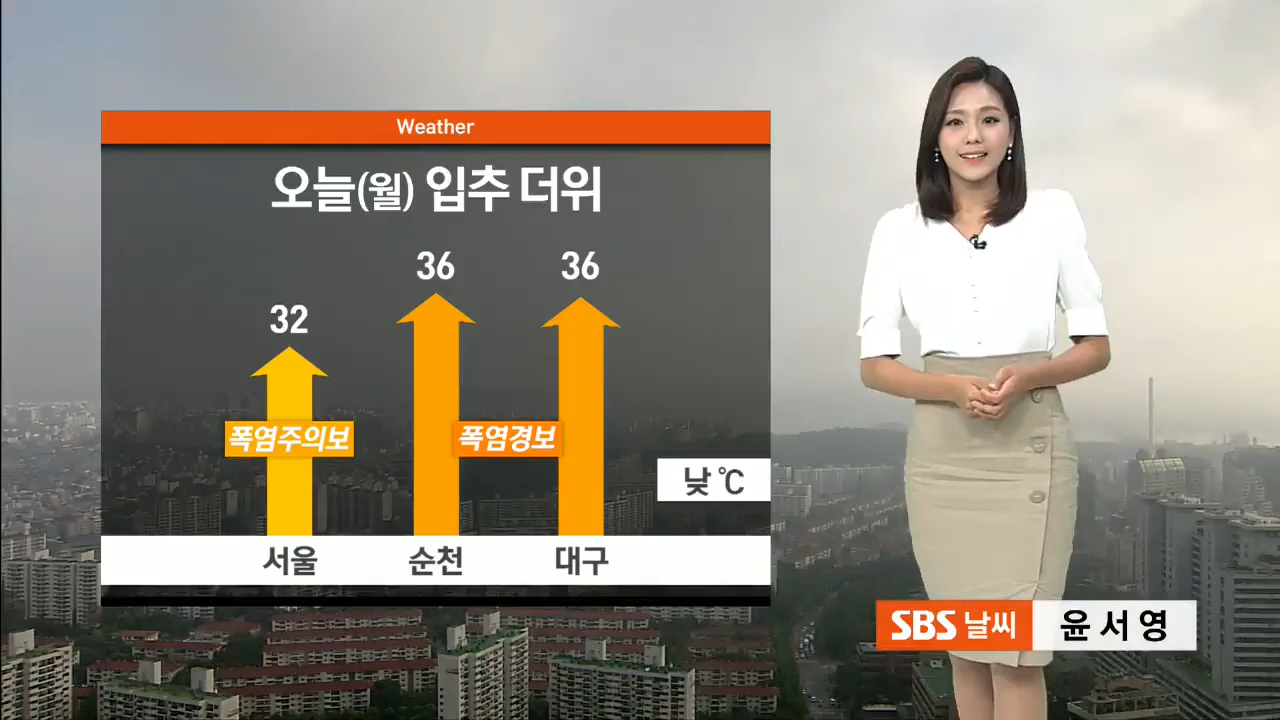 Weather
오늘(월) 입추 더위
36
36
32
폭염주의보
폭염경보
낮 ℃
서울
순천
대구
SBS 날씨
윤서영